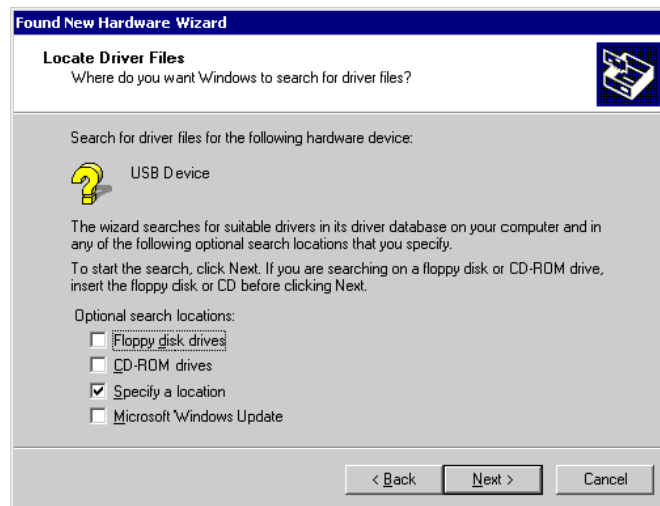 Found New Hardware Wizard
Locate Driver Files
Where do you want Windows to search for driver files?
Search for driver files for the following hardware device:
USB Device
The wizard searches for suitable drivers in its driver database on your computer and in
any of the following optional search locations that you specify.
To start the search, click Next. If you are searching on a floppy disk or CD-ROM drive,
insert the floppy disk or CD before clicking Next.
Optional search locations:
Floppy disk drives
CD-ROM drives
Specify a location
Microsoft Windows Update
< Back
Next >
Cancel